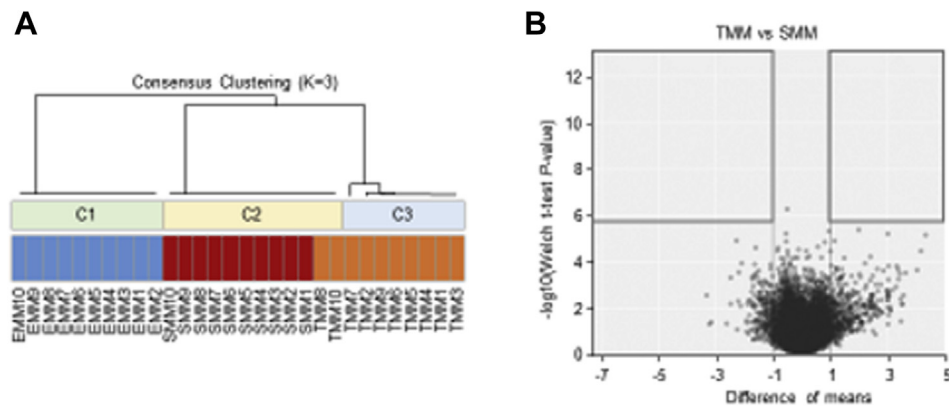 A
Consensus Clustering (K=3)
C1 C2 C3
EMM10 EMM9 EMM8 EMM7 EMM6 EMM5 EMM4 EMM3 EMM1 EMM2 SMM10 SMM9 SMM8 SMM7 SMM6 SMM5 SMM4 SMM3 SMM2 SMM1 TMM8 TMM10 TMM7 TMM2 TMM9 TMM6 TMM5 TMM4 TMM1 TMM3
B
TMM vs SMM
-log10(Welch t-test P-value)
12
10
8
6
4
2
0
-7 -5 -3 -1 1 3 5
Difference of means